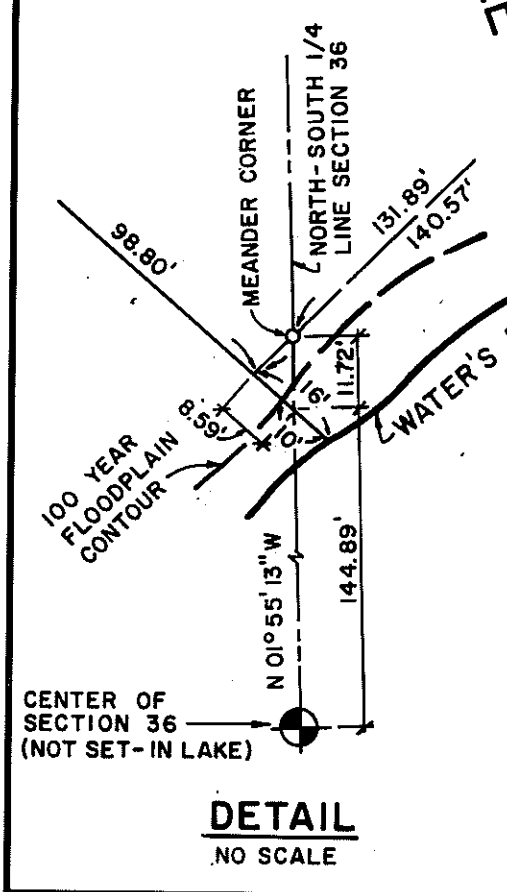 MEANDER CORNER
NORTH-SOUTH 1/4
LINE SECTION 36
98.80'
131.89'
140.57'
11.72'
16'
8.59'
10'
WATER'S
100 YEAR
FLOODPLAIN
CONTOUR
N 01° 55' 13" W
144.89'
CENTER OF
SECTION 36
(NOT SET-IN LAKE)
DETAIL
NO SCALE